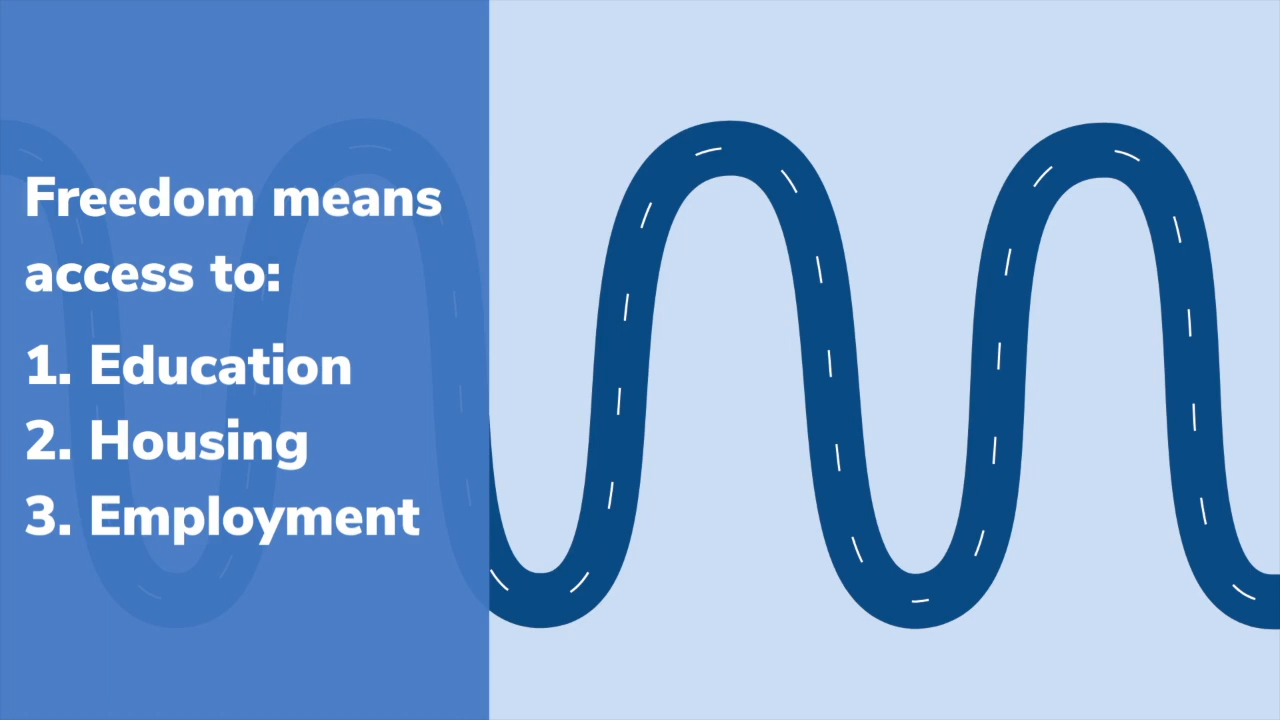 Freedom means
access to:
1. Education
2. Housing
3. Employment